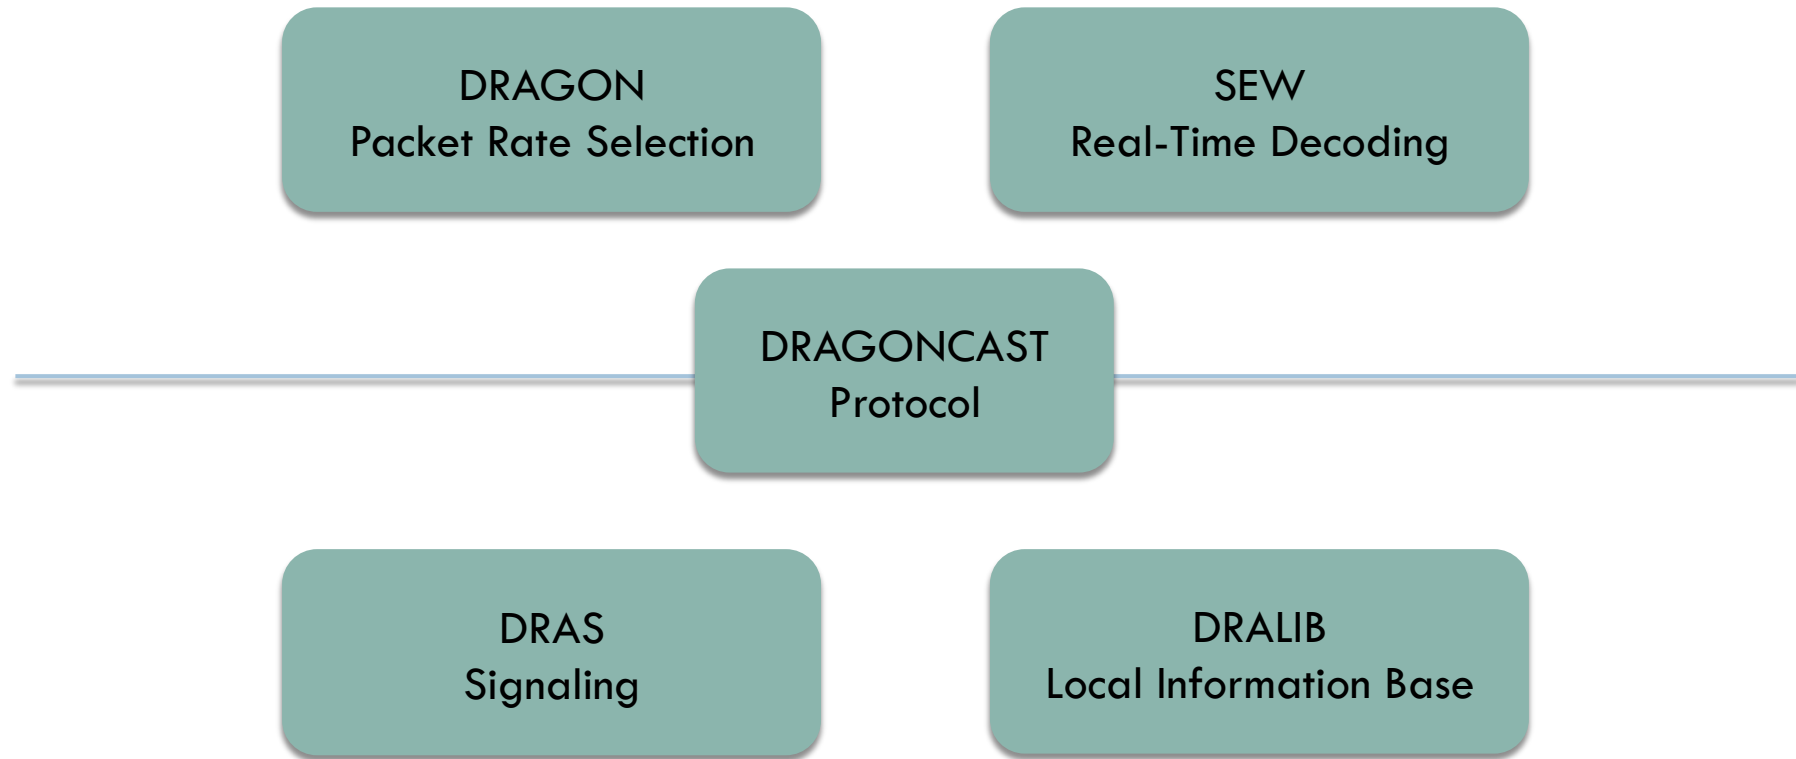 DRAGON
Packet Rate Selection
SEW
Real-Time Decoding
DRAGONCAST
Protocol
DRAS
Signaling
DRALIB
Local Information Base